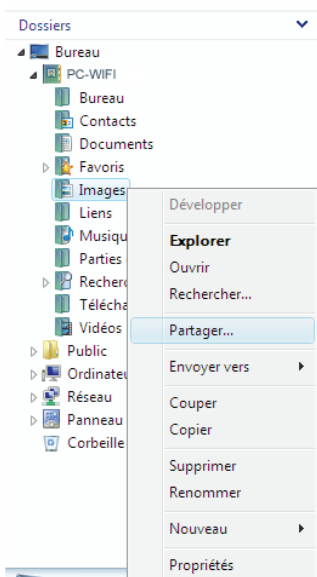 Dossiers
Bureau
PC-WIFI
Bureau
Contacts
Documents
Favoris
Images
Liens
Musiqu
Parties
Recherc
Télécha
Vidéos
Public
Ordinateu
Réseau
Panneau
Corbeille
Développer
Explorer
Ouvrir
Rechercher...
Partager...
Envoyer vers
Couper
Copier
Supprimer
Renommer
Nouveau
Propriétés